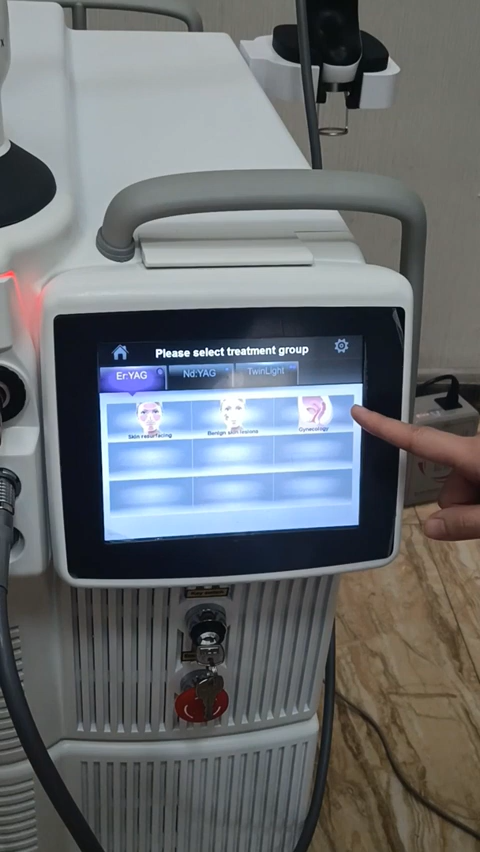 Please select treatment group
Er:YAG
Nd:YAG
TwinLight
Skin resurfacing
Benign skin lesions
Gynecology